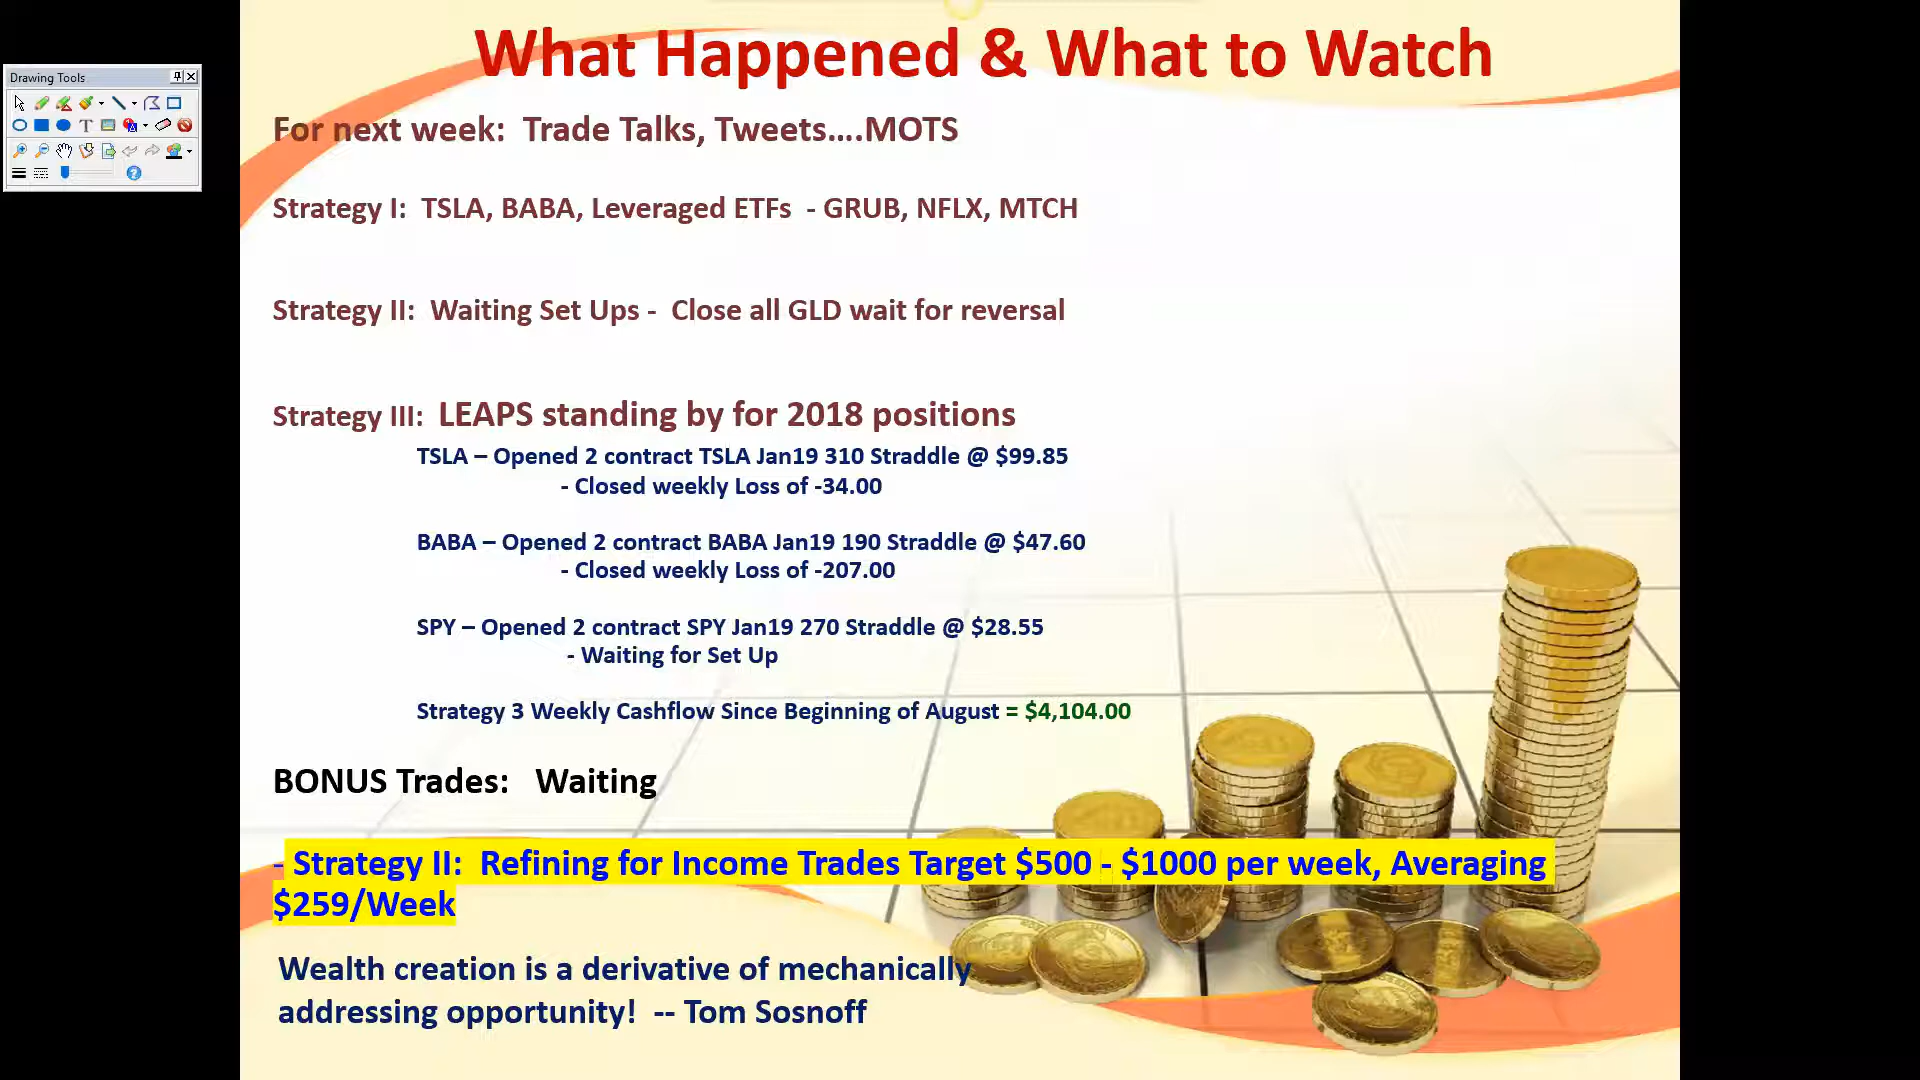 What Happened & What to Watch
Drawing Tools
For next week:  Trade Talks, Tweets....MOTS
Strategy I:  TSLA, BABA, Leveraged ETFs  - GRUB, NFLX, MTCH
Strategy II:  Waiting Set Ups -  Close all GLD wait for reversal
Strategy III:  LEAPS standing by for 2018 positions
TSLA – Opened 2 contract TSLA Jan19 310 Straddle @ $99.85
- Closed weekly Loss of -34.00
BABA – Opened 2 contract BABA Jan19 190 Straddle @ $47.60
- Closed weekly Loss of -207.00
SPY – Opened 2 contract SPY Jan19 270 Straddle @ $28.55
- Waiting for Set Up
Strategy 3 Weekly Cashflow Since Beginning of August = $4,104.00
BONUS Trades:   Waiting
- Strategy II:  Refining for Income Trades Target $500 - $1000 per week, Averaging
$259/Week
Wealth creation is a derivative of mechanically
addressing opportunity!  -- Tom Sosnoff